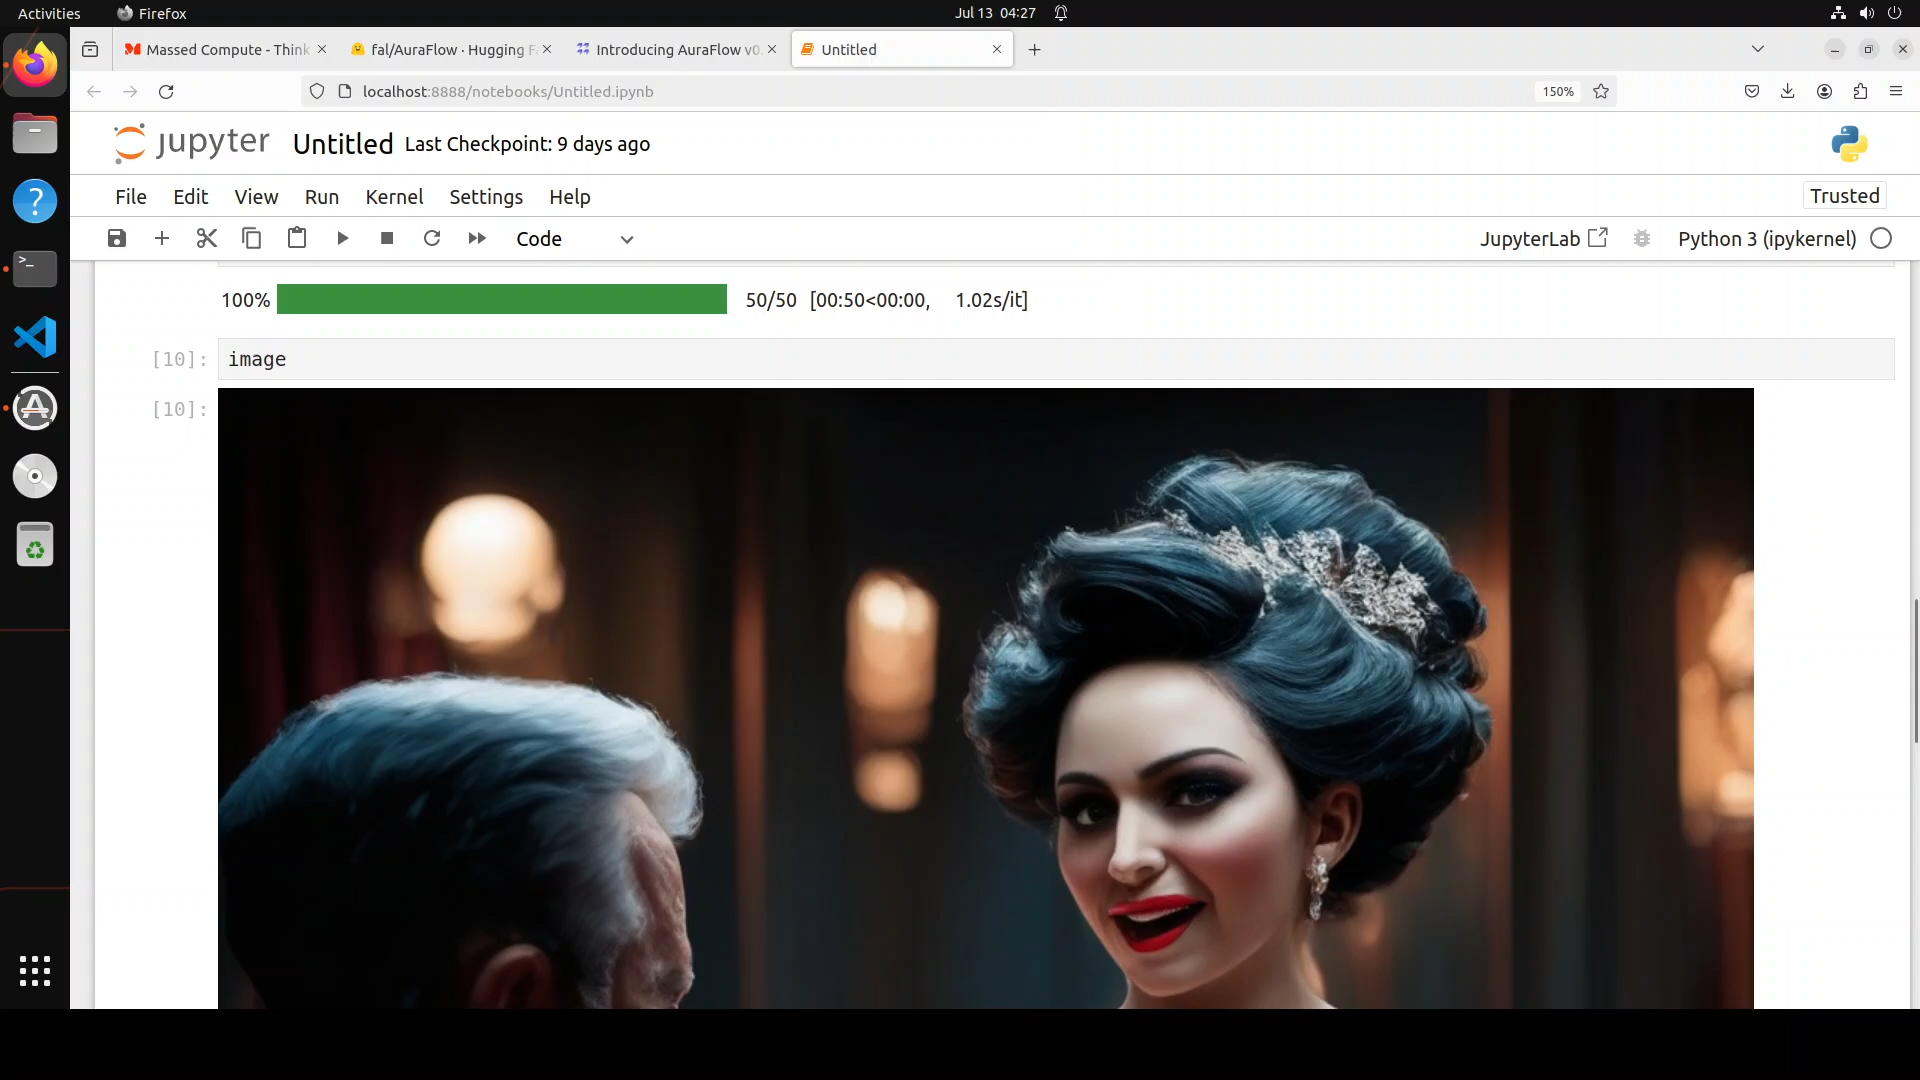 Activities
Firefox
Jul 13 04:27
Massed Compute - Think
fal/AuraFlow · Hugging F
Introducing AuraFlow v0.
Untitled
localhost:8888/notebooks/Untitled.ipynb
150%
jupyter
Untitled
Last Checkpoint: 9 days ago
File
Edit
View
Run
Kernel
Settings
Help
Trusted
Code
JupyterLab
Python 3 (ipykernel)
100%
50/50 [00:50<00:00, 1.02s/it]
[10]:
image
[10]: